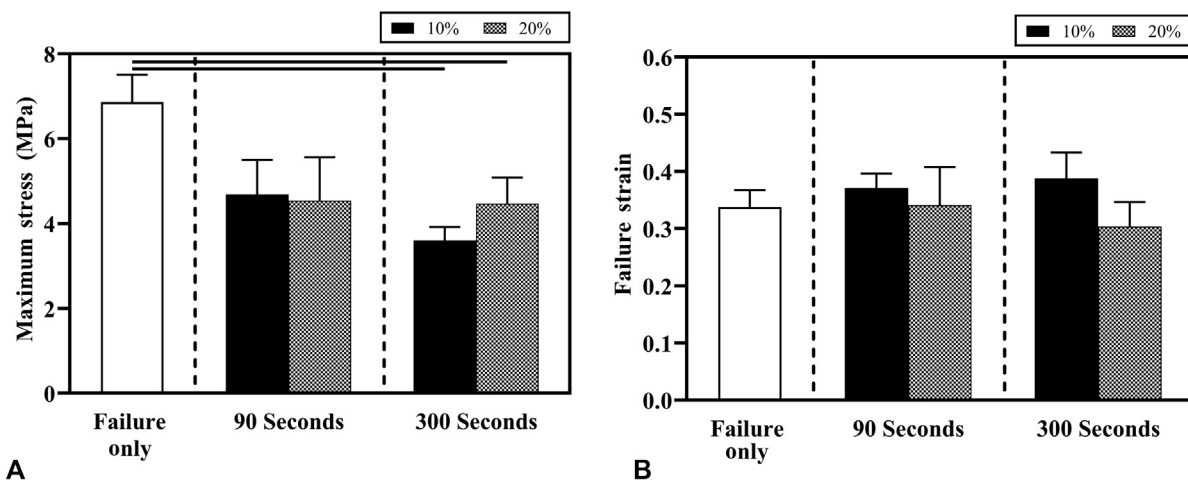 10% 20%
Maximum stress (MPa)
8
6
4
2
0
Failure
only
90 Seconds
300 Seconds
A
10% 20%
Failure strain
0.6
0.5
0.4
0.3
0.2
0.1
0.0
Failure
only
90 Seconds
300 Seconds
B